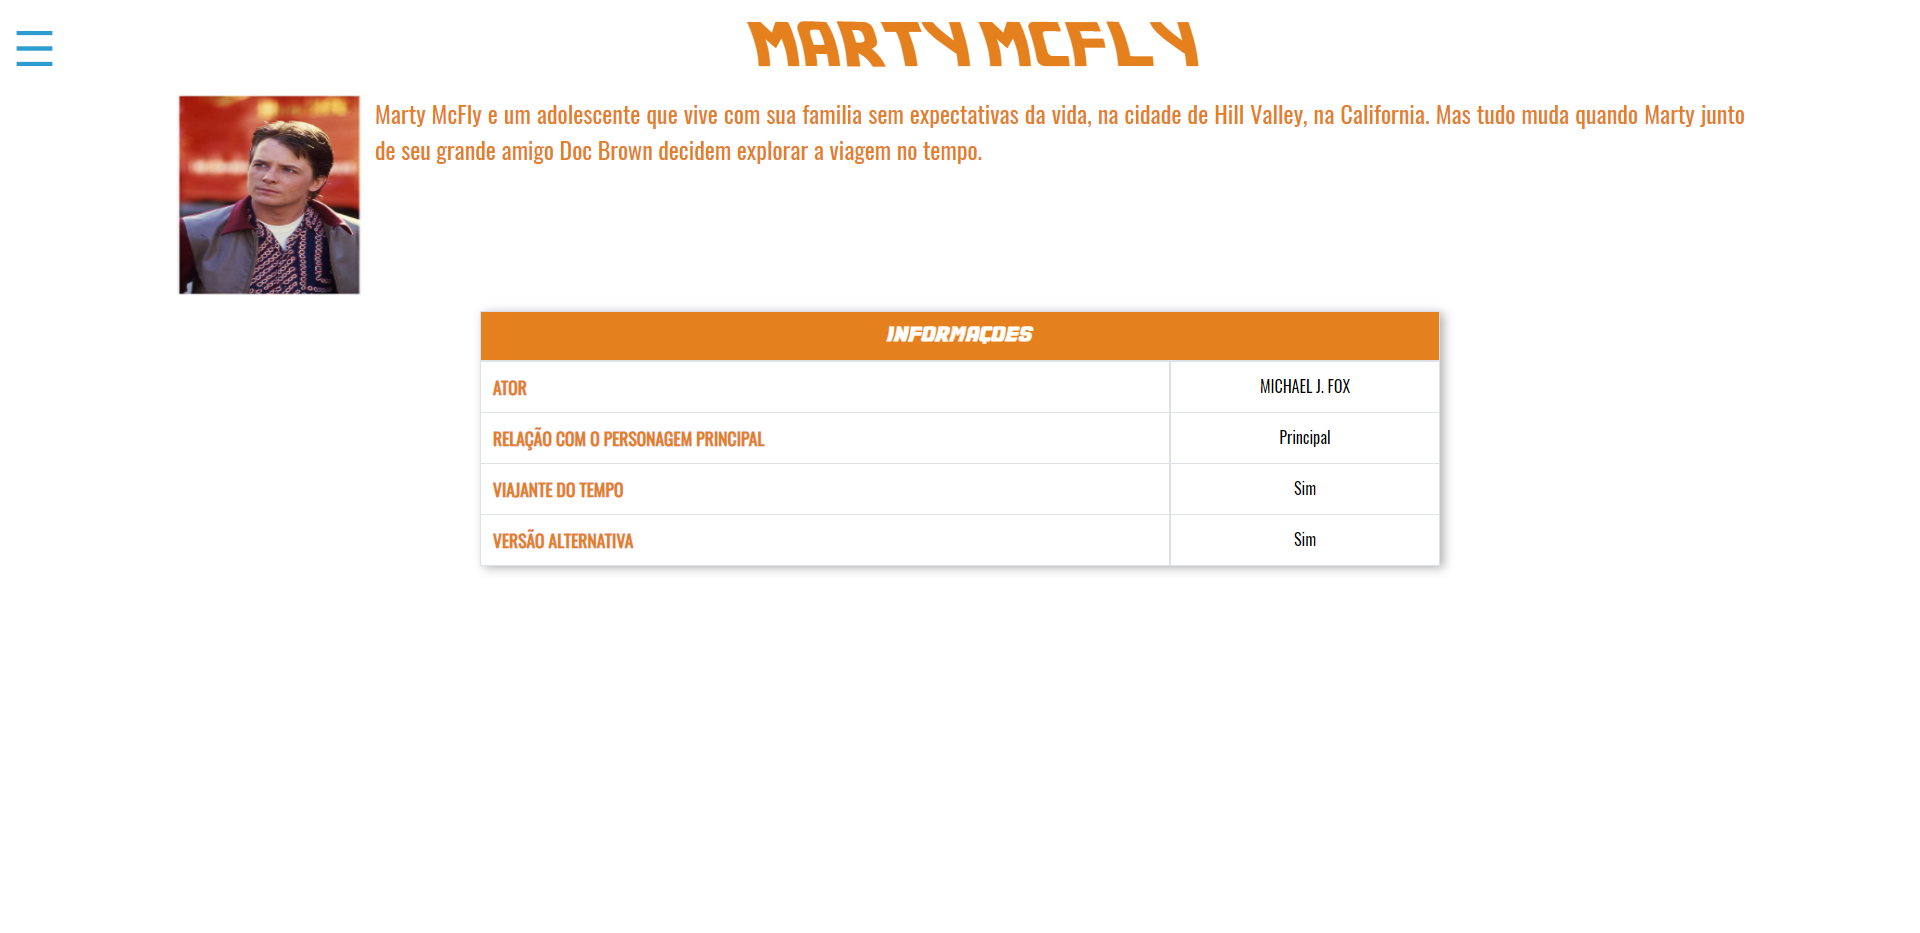 MARTY MCFLY
Marty McFly e um adolescente que vive com sua familia sem expectativas da vida, na cidade de Hill Valley, na California. Mas tudo muda quando Marty junto
de seu grande amigo Doc Brown decidem explorar a viagem no tempo.
INFORMAÇOES
ATOR MICHAEL J. FOX
RELAÇÃO COM O PERSONAGEM PRINCIPAL Principal
VIAJANTE DO TEMPO Sim
VERSÃO ALTERNATIVA Sim